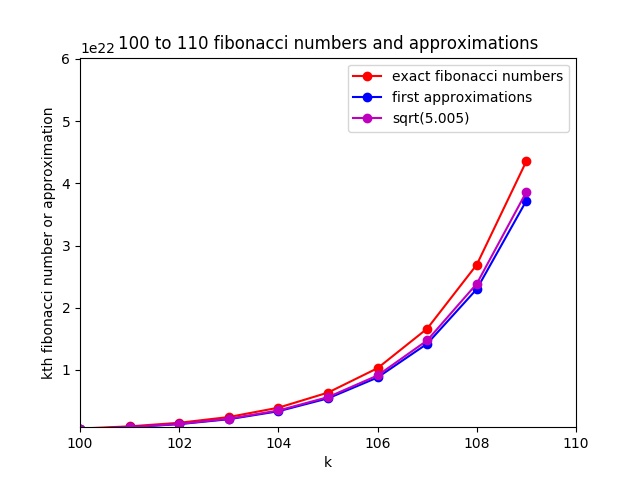 100 to 110 fibonacci numbers and approximations
1e22
exact fibonacci numbers
first approximations
sqrt(5.005)
kth fibonacci number or approximation
6
5
4
3
2
1
100 102 104 106 108 110
k